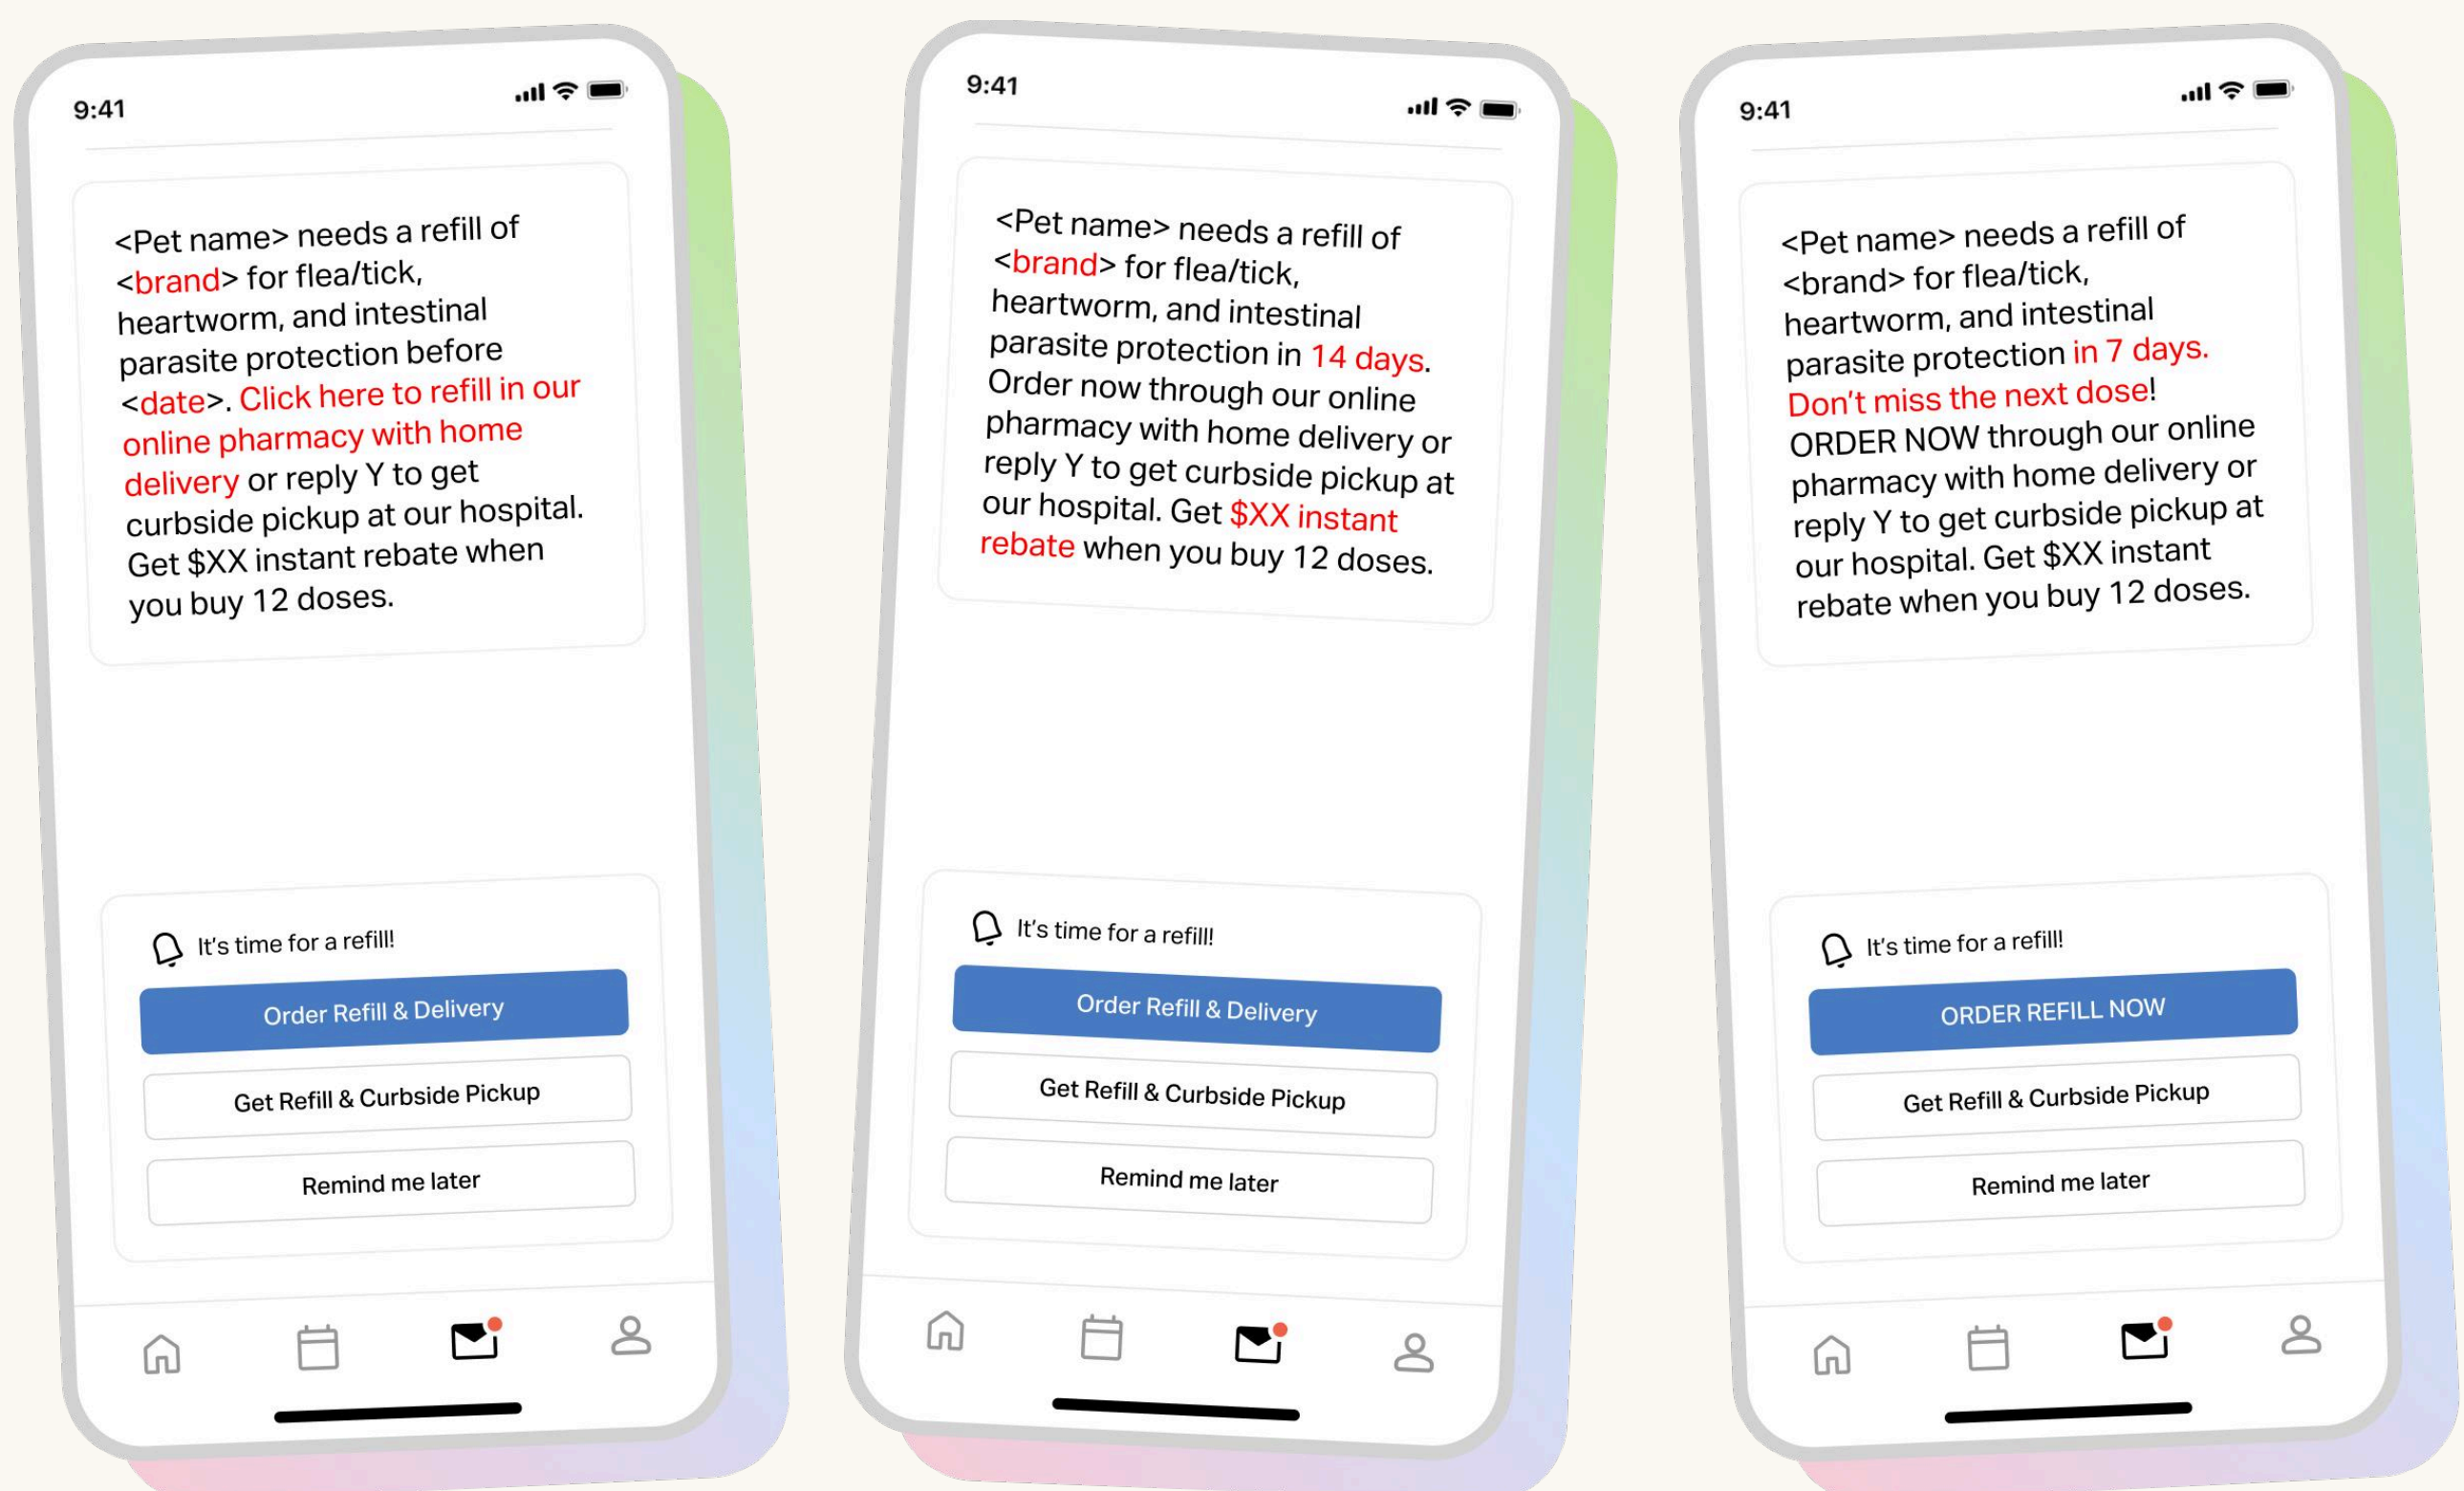 9:41
<Pet name> needs a refill of
<brand> for flea/tick,
heartworm, and intestinal
parasite protection before
<date>. Click here to refill in our
online pharmacy with home
delivery or reply Y to get
curbside pickup at our hospital.
Get $XX instant rebate when
you buy 12 doses.
It's time for a refill!
Order Refill & Delivery
Get Refill & Curbside Pickup
Remind me later
9:41
<Pet name> needs a refill of
<brand> for flea/tick,
heartworm, and intestinal
parasite protection in 14 days.
Order now through our online
pharmacy with home delivery or
reply Y to get curbside pickup at
our hospital. Get $XX instant
rebate when you buy 12 doses.
It's time for a refill!
Order Refill & Delivery
Get Refill & Curbside Pickup
Remind me later
9:41
<Pet name> needs a refill of
<brand> for flea/tick,
heartworm, and intestinal
parasite protection in 7 days.
Don't miss the next dose!
ORDER NOW through our online
pharmacy with home delivery or
reply Y to get curbside pickup at
our hospital. Get $XX instant
rebate when you buy 12 doses.
It's time for a refill!
ORDER REFILL NOW
Get Refill & Curbside Pickup
Remind me later